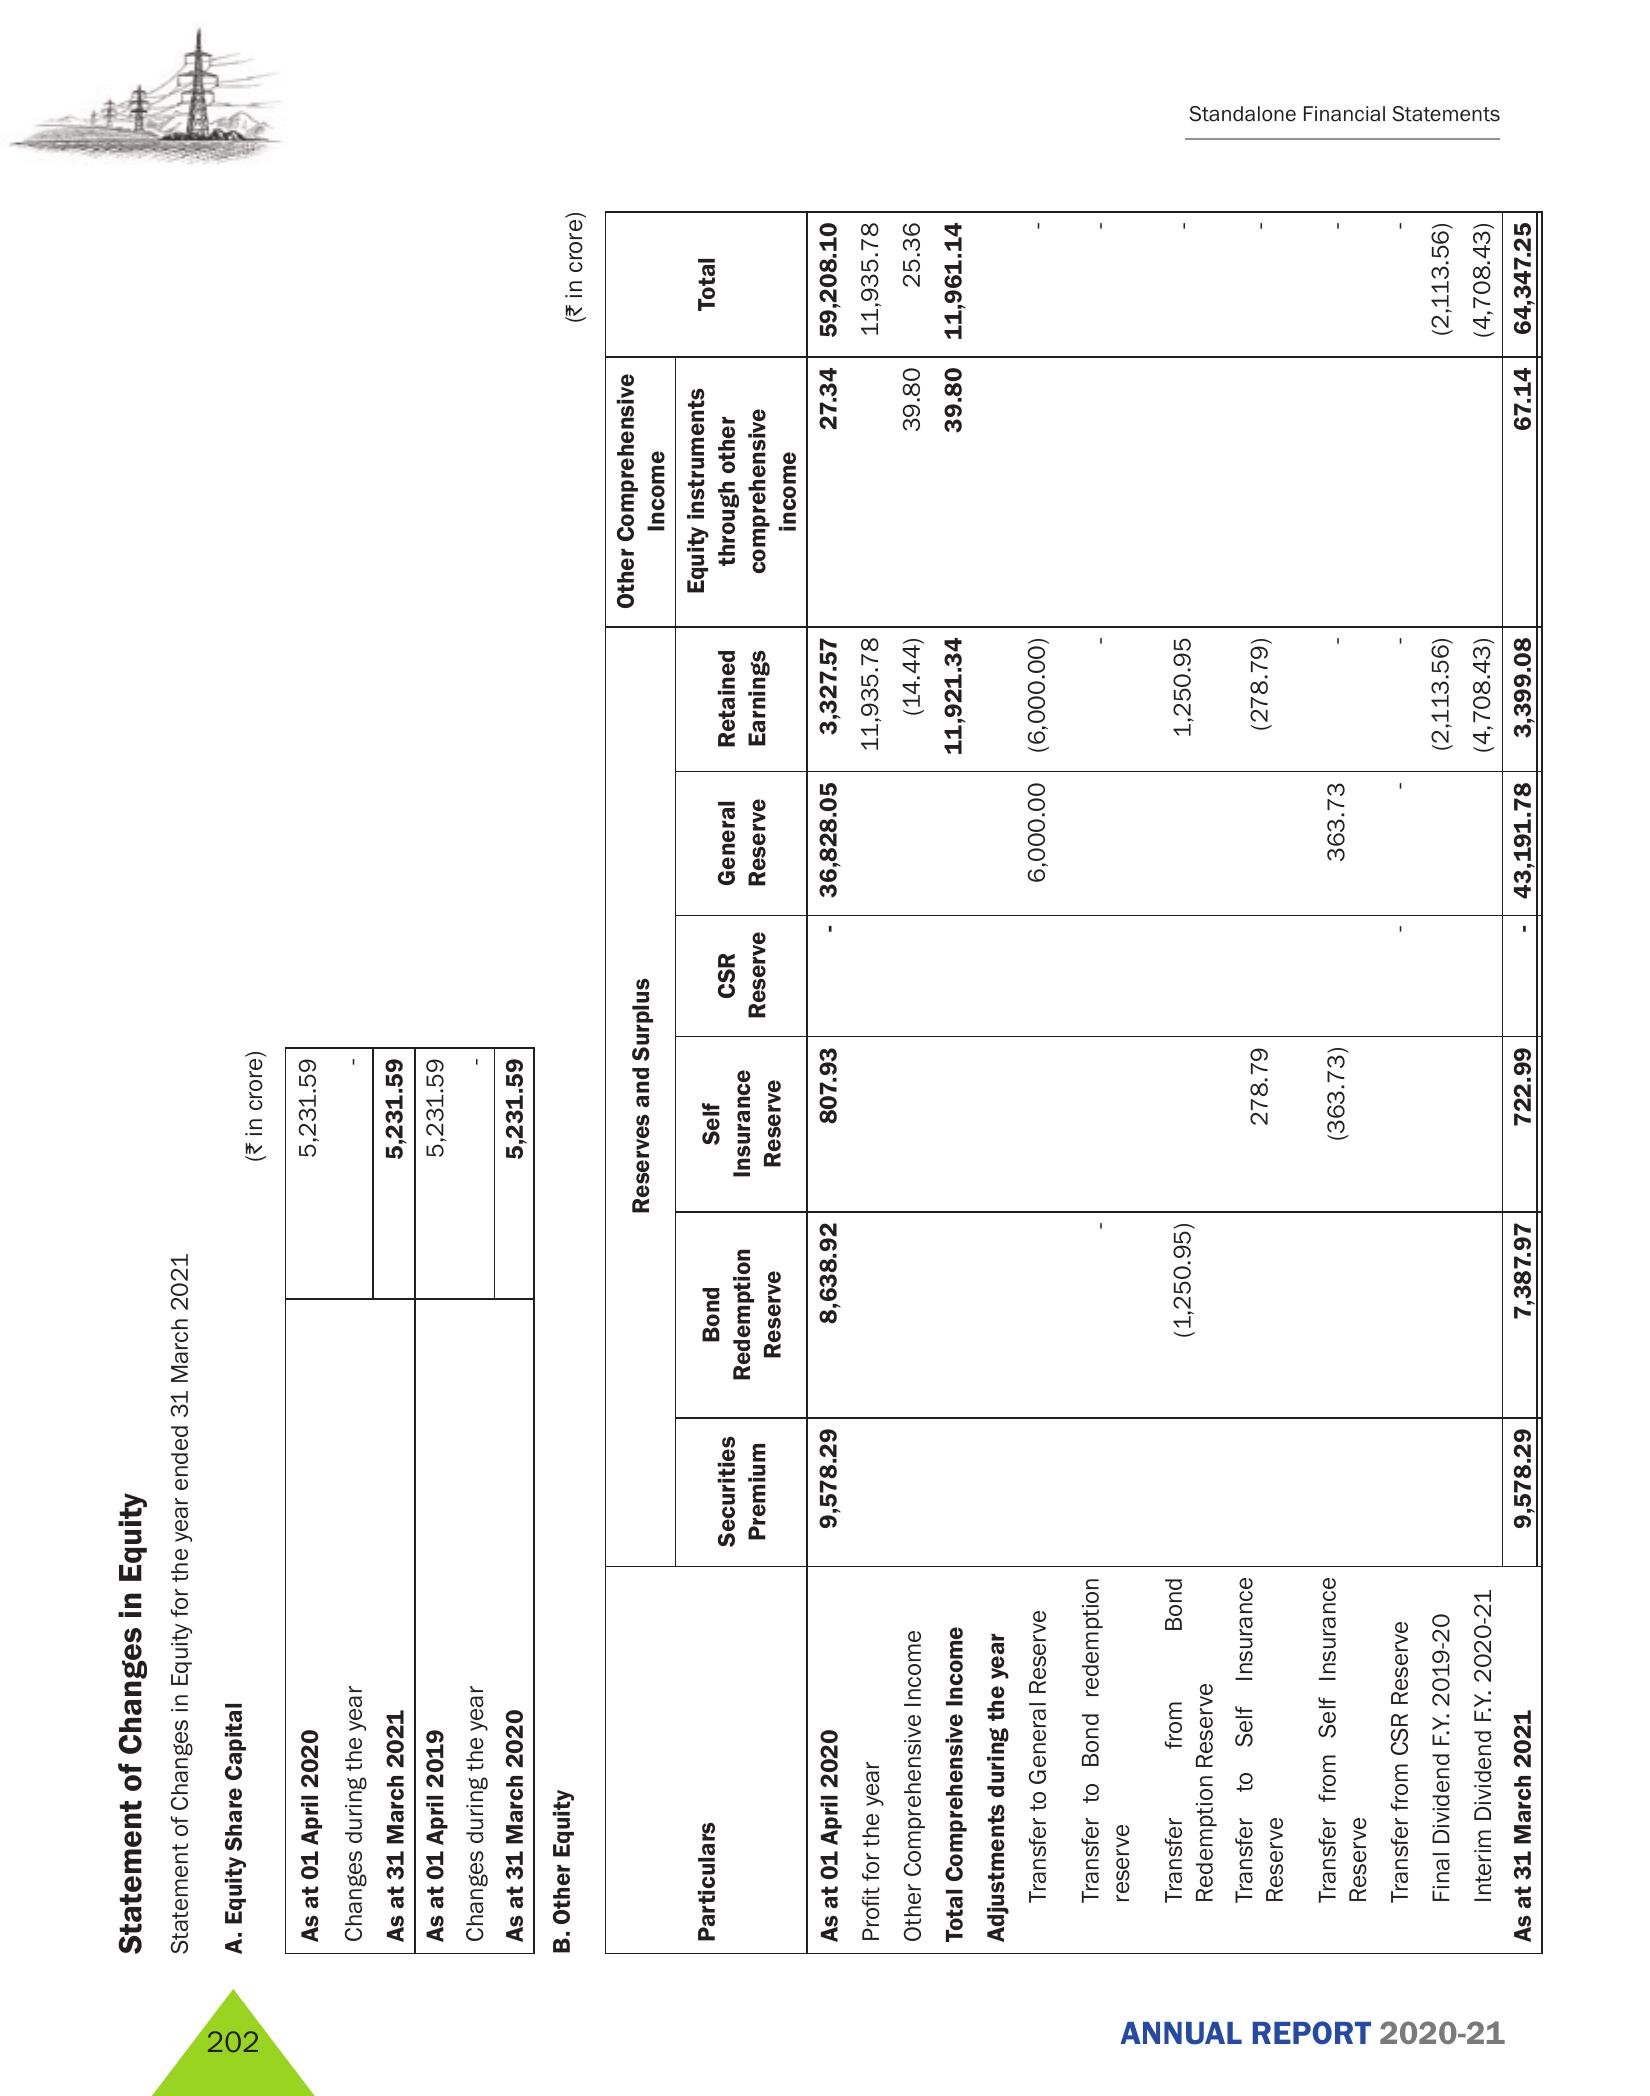 Standalone Financial Statements
Statement of Changes in Equity
Statement of Changes in Equity for the year ended 31 March 2021
A. Equity Share Capital
(₹ in crore)
As at 01 April 2020 5,231.59
Changes during the year -
As at 31 March 2021 5,231.59
As at 01 April 2019 5,231.59
Changes during the year -
As at 31 March 2020 5,231.59
B. Other Equity
(₹ in crore)
Particulars Reserves and Surplus Other Comprehensive Income Total
Securities Premium Bond Redemption Reserve Self Insurance Reserve CSR Reserve General Reserve Retained Earnings Equity instruments through other comprehensive income
As at 01 April 2020 9,578.29 8,638.92 807.93 - 36,828.05 3,327.57 27.34 59,208.10
Profit for the year 11,935.78 11,935.78
Other Comprehensive Income (14.44) 39.80 25.36
Total Comprehensive Income 11,921.34 39.80 11,961.14
Adjustments during the year
Transfer to General Reserve 6,000.00 (6,000.00) -
Transfer to Bond redemption reserve - - -
Transfer from Bond Redemption Reserve (1,250.95) 1,250.95 -
Transfer to Self Insurance Reserve 278.79 (278.79) -
Transfer from Self Insurance Reserve (363.73) 363.73 - -
Transfer from CSR Reserve - - - -
Final Dividend F.Y. 2019-20 (2,113.56) (2,113.56)
Interim Dividend F.Y. 2020-21 (4,708.43) (4,708.43)
As at 31 March 2021 9,578.29 7,387.97 722.99 - 43,191.78 3,399.08 67.14 64,347.25
202
ANNUAL REPORT 2020-21